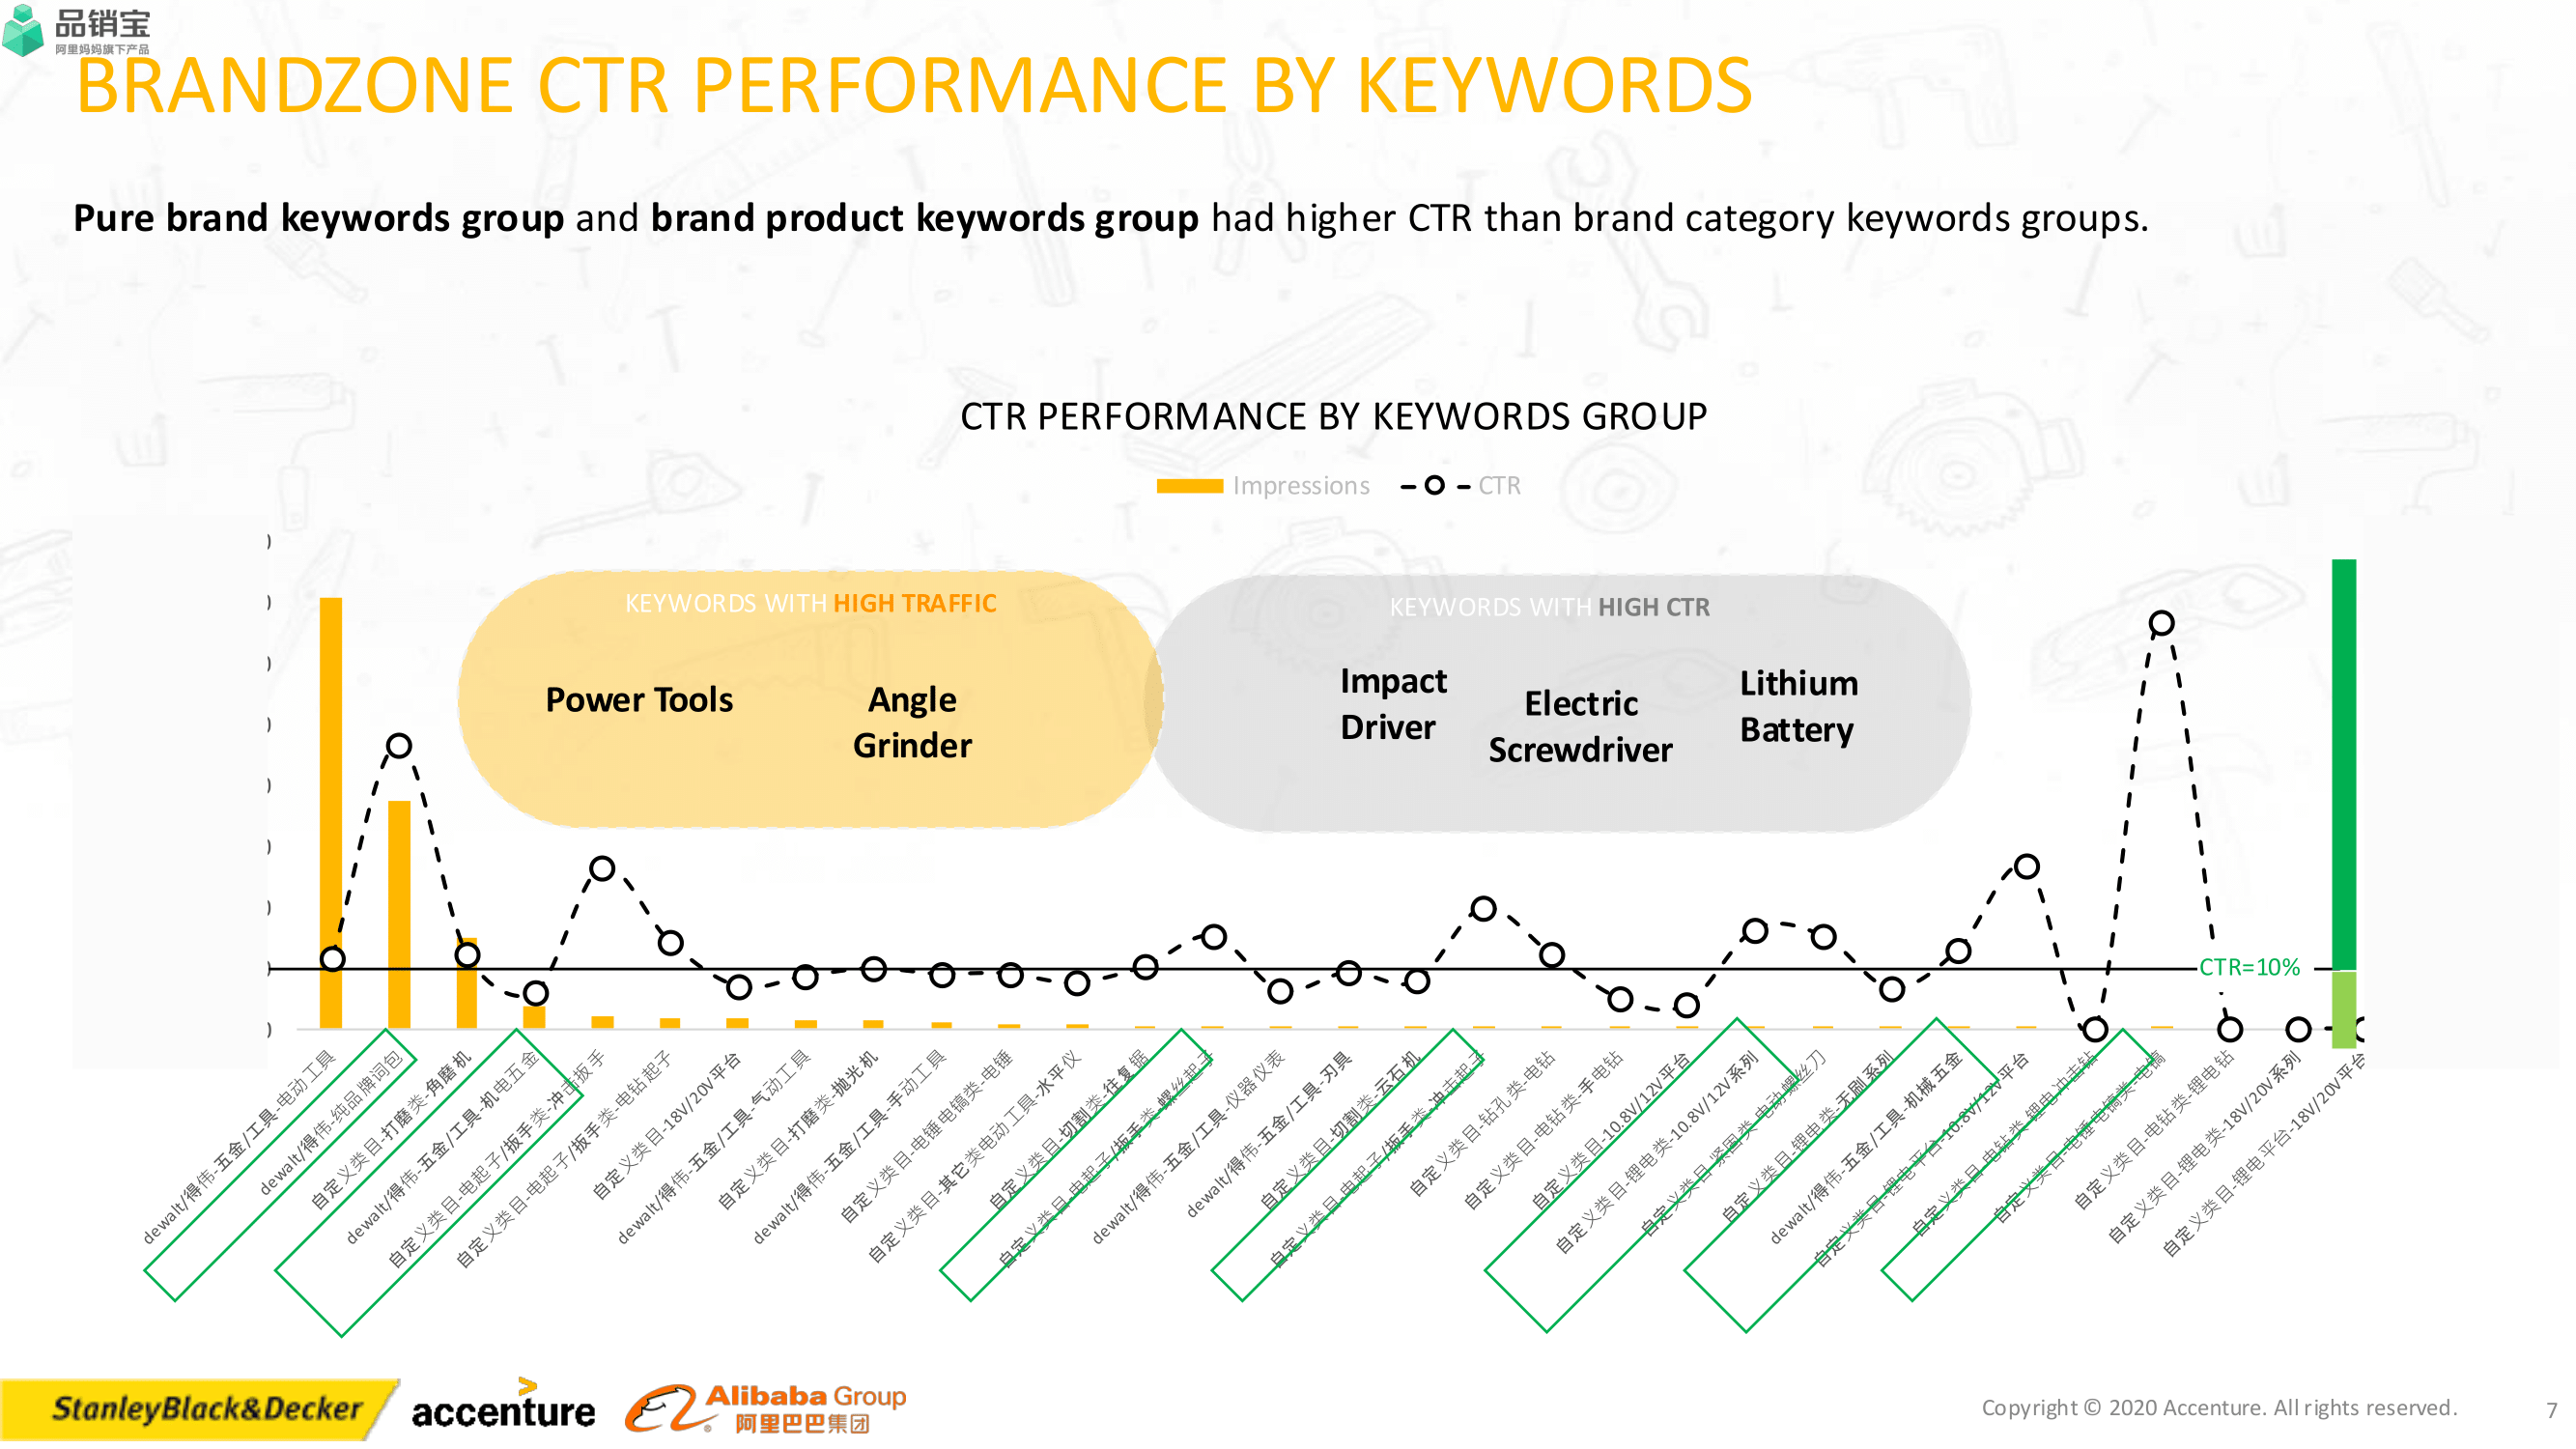 品销宝
阿里妈妈旗下产品
BRANDZONE CTR PERFORMANCE BY KEYWORDS
Pure brand keywords group and brand product keywords group had higher CTR than brand category keywords groups.
CTR PERFORMANCE BY KEYWORDS GROUP
Impressions
CTR
KEYWORDS WITH HIGH TRAFFIC
Power Tools
Angle
Grinder
KEYWORDS WITH HIGH CTR
Impact
Driver
Electric
Screwdriver
Lithium
Battery
CTR=10%
dewalt/得伟-五金/工具-电动工具
dewalt/得伟-纯品牌词包
自定义类目-打磨类-角磨机
dewalt/得伟-五金/工具-机电五金
自定义类目-电起子/扳手类-冲击扳手
自定义类目-电起子/扳手类-电钻起子
自定义类目-18V/20V平台
dewalt/得伟-五金/工具-气动工具
自定义类目-打磨类-抛光机
dewalt/得伟-五金/工具-手动工具
自定义类目-电锤电镐类-电锤
自定义类目-其它类电动工具-水平仪
自定义类目-切割类-往复锯
自定义类目-电起子/扳手类-螺丝起子
dewalt/得伟-五金/工具-仪器仪表
dewalt/得伟-五金/工具-刃具
自定义类目-切割类-云石机
自定义类目-电起子/扳手类-冲击起子
自定义类目-钻孔类-电钻
自定义类目-电钻类-手电钻
自定义类目-10.8V/12V平台
自定义类目-锂电类-10.8V/12V系列
自定义类目-紧固类-电动螺丝刀
自定义类目-锂电类-无刷系列
dewalt/得伟-五金/工具-机械五金
自定义类目-锂电平台-10.8V/12V平台
自定义类目-电钻类-锂电冲击钻
自定义类目-电锤电镐类-电镐
自定义类目-电钻类-锂电钻
自定义类目-锂电类-18V/20V系列
自定义类目-锂电平台-18V/20V平台
StanleyBlack&Decker
accenture
Alibaba Group
阿里巴巴集团
Copyright © 2020 Accenture. All rights reserved.
7